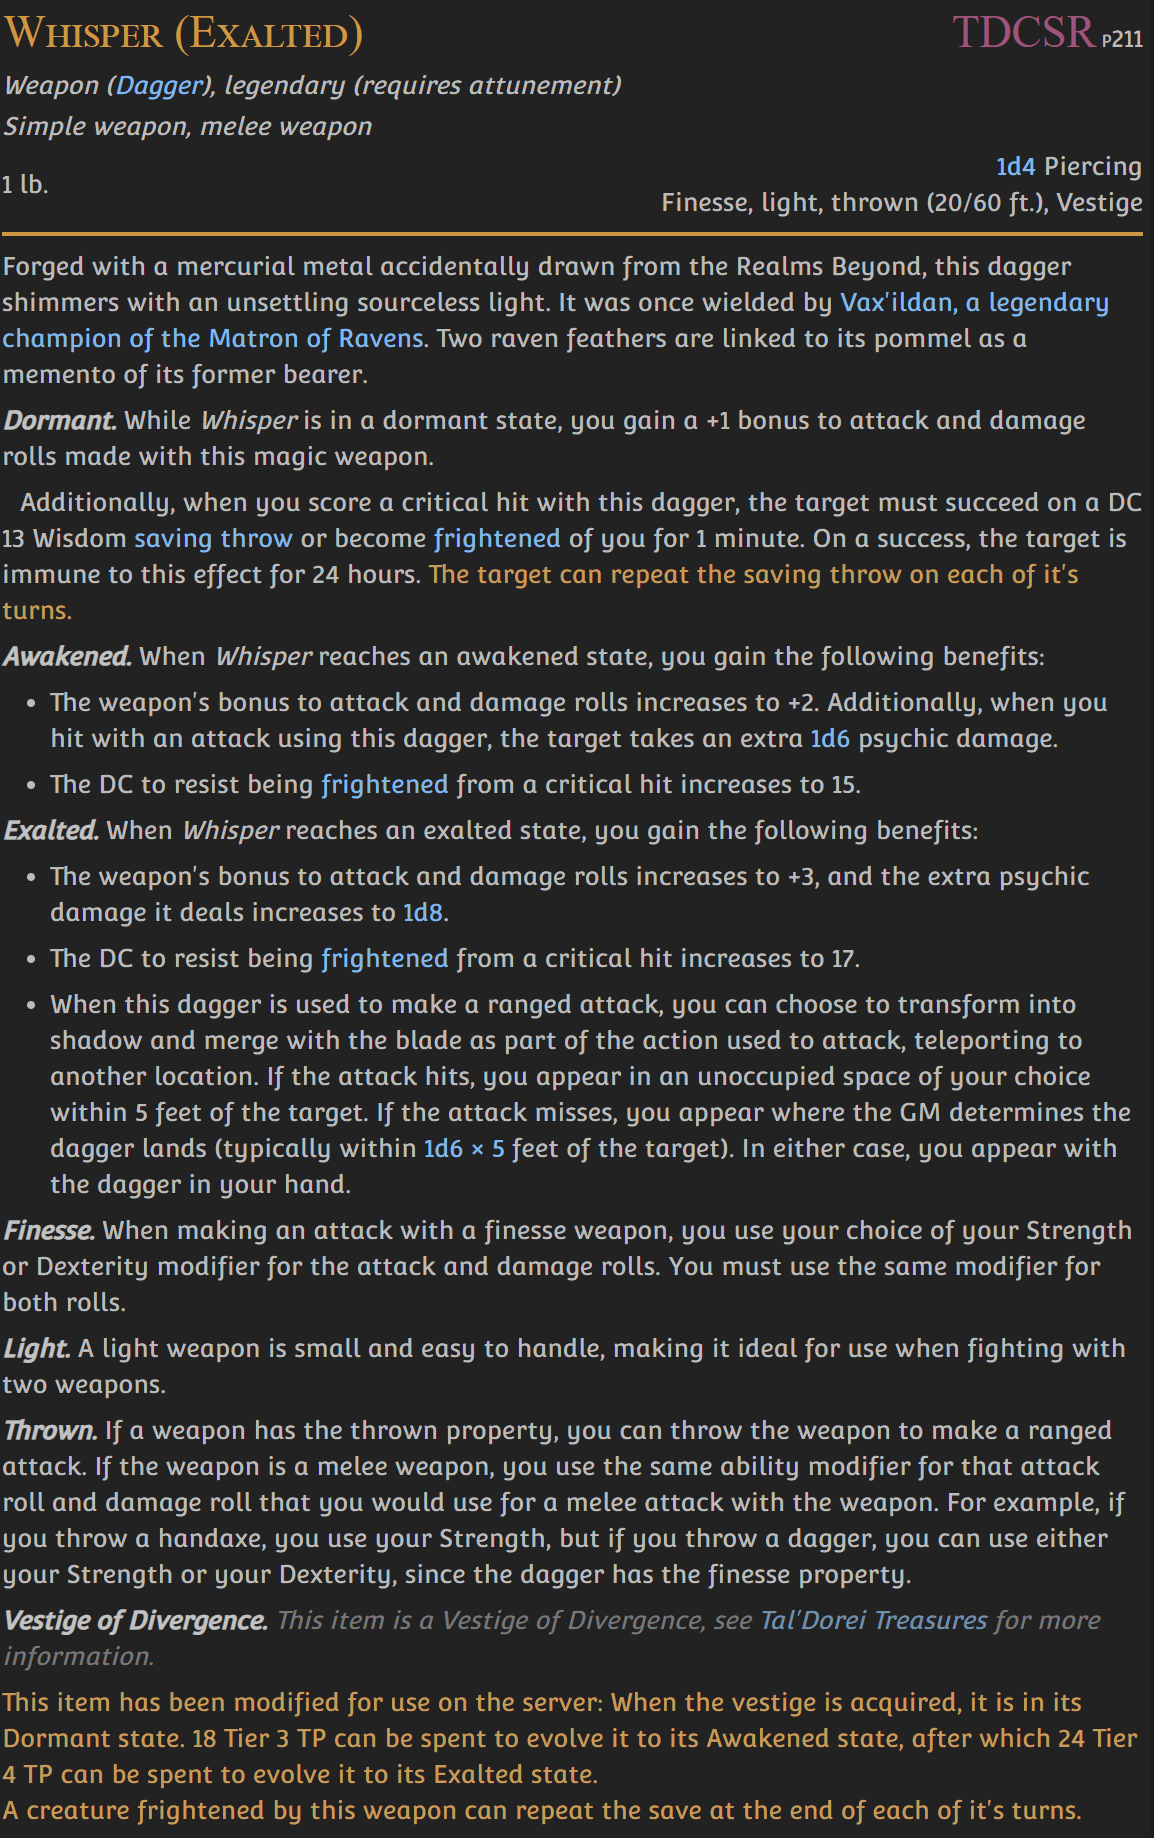 Whisper (Exalted) TDCSR p211
Weapon (Dagger), legendary (requires attunement)
Simple weapon, melee weapon
1 lb.
1d4 Piercing
Finesse, light, thrown (20/60 ft.), Vestige
Forged with a mercurial metal accidentally drawn from the Realms Beyond, this dagger
shimmers with an unsettling sourceless light. It was once wielded by Vax'ildan, a legendary
champion of the Matron of Ravens. Two raven feathers are linked to its pommel as a
memento of its former bearer.
Dormant. While Whisper is in a dormant state, you gain a +1 bonus to attack and damage
rolls made with this magic weapon.
Additionally, when you score a critical hit with this dagger, the target must succeed on a DC
13 Wisdom saving throw or become frightened of you for 1 minute. On a success, the target is
immune to this effect for 24 hours. The target can repeat the saving throw on each of it's
turns.
Awakened. When Whisper reaches an awakened state, you gain the following benefits:
• The weapon's bonus to attack and damage rolls increases to +2. Additionally, when you
hit with an attack using this dagger, the target takes an extra 1d6 psychic damage.
• The DC to resist being frightened from a critical hit increases to 15.
Exalted. When Whisper reaches an exalted state, you gain the following benefits:
• The weapon's bonus to attack and damage rolls increases to +3, and the extra psychic
damage it deals increases to 1d8.
• The DC to resist being frightened from a critical hit increases to 17.
• When this dagger is used to make a ranged attack, you can choose to transform into
shadow and merge with the blade as part of the action used to attack, teleporting to
another location. If the attack hits, you appear in an unoccupied space of your choice
within 5 feet of the target. If the attack misses, you appear where the GM determines the
dagger lands (typically within 1d6 × 5 feet of the target). In either case, you appear with
the dagger in your hand.
Finesse. When making an attack with a finesse weapon, you use your choice of your Strength
or Dexterity modifier for the attack and damage rolls. You must use the same modifier for
both rolls.
Light. A light weapon is small and easy to handle, making it ideal for use when fighting with
two weapons.
Thrown. If a weapon has the thrown property, you can throw the weapon to make a ranged
attack. If the weapon is a melee weapon, you use the same ability modifier for that attack
roll and damage roll that you would use for a melee attack with the weapon. For example, if
you throw a handaxe, you use your Strength, but if you throw a dagger, you can use either
your Strength or your Dexterity, since the dagger has the finesse property.
Vestige of Divergence. This item is a Vestige of Divergence, see Tal'Dorei Treasures for more
information.
This item has been modified for use on the server: When the vestige is acquired, it is in its
Dormant state. 18 Tier 3 TP can be spent to evolve it to its Awakened state, after which 24 Tier
4 TP can be spent to evolve it to its Exalted state.
A creature frightened by this weapon can repeat the save at the end of each of it's turns.